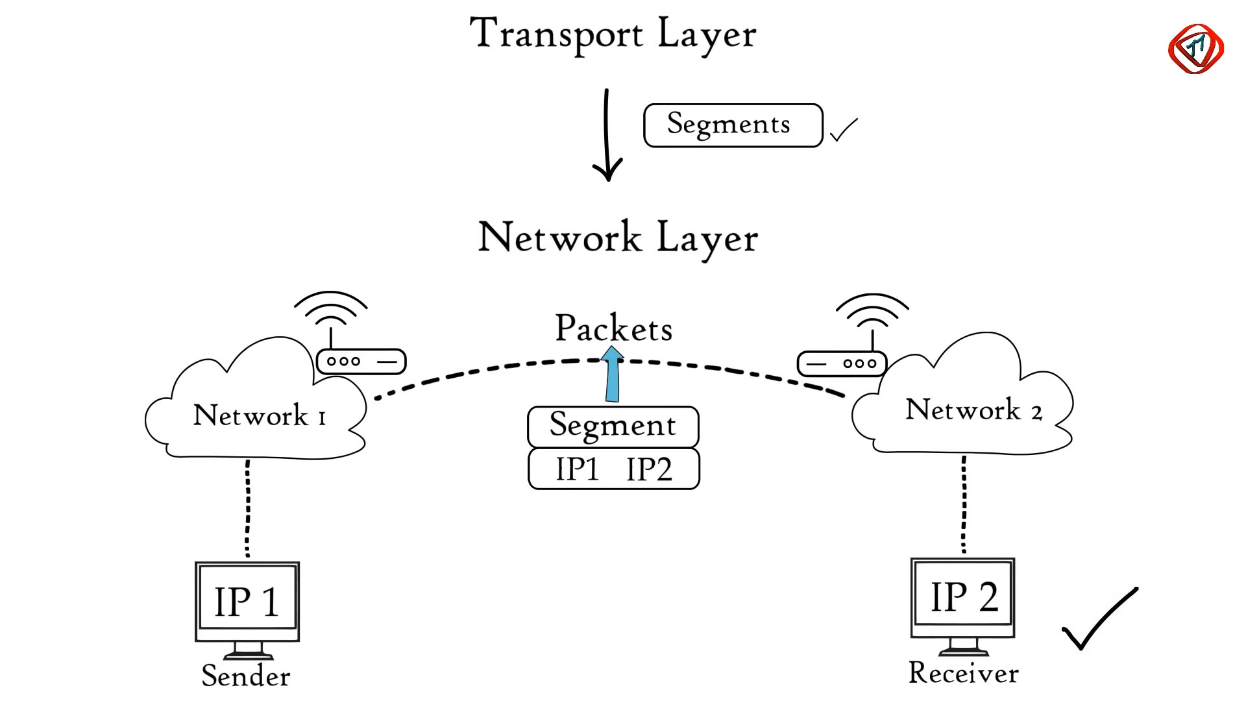 Transport Layer
Segments
Network Layer
Packets
Network 1
Network 2
Segment
IP1 IP2
IP 1
IP 2
Sender
Receiver